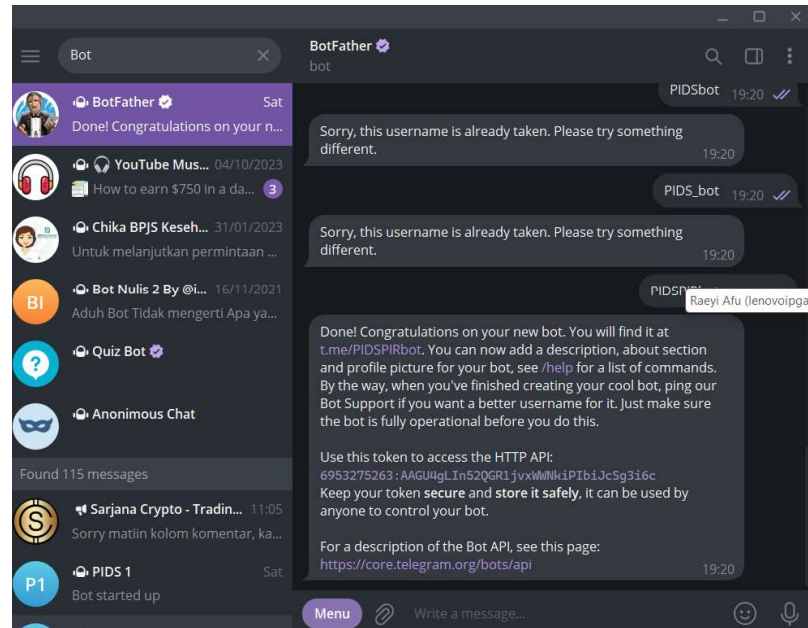 Bot
BotFather
Sat
Done! Congratulations on your n...
YouTube Mus... 04/10/2023
How to earn $750 in a da... 3
Chika BPJS Keseh... 31/01/2023
Untuk melanjutkan permintaan ...
BI
Bot Nulis 2 By @i... 16/11/2021
Aduh Bot Tidak mengerti Apa ya...
Quiz Bot
Anonimous Chat
Found 115 messages
Sarjana Crypto - Tradin... 11:05
Sorry matiin kolom komentar, ka...
P1
PIDS 1
Sat
Bot started up
BotFather
bot
PIDSbot 19:20
Sorry, this username is already taken. Please try something
different.
19:20
PIDS_bot 19:20
Sorry, this username is already taken. Please try something
different.
19:20
Raeyi Afu (lenovoipga
Done! Congratulations on your new bot. You will find it at
t.me/PIDSPIRbot. You can now add a description, about section
and profile picture for your bot, see /help for a list of commands.
By the way, when you've finished creating your cool bot, ping our
Bot Support if you want a better username for it. Just make sure
the bot is fully operational before you do this.
Use this token to access the HTTP API:
6953275263:AAGU4gLIn52QGR1jvxWWNkiPIbiJcSg3i6c
Keep your token secure and store it safely, it can be used by
anyone to control your bot.
For a description of the Bot API, see this page:
https://core.telegram.org/bots/api
19:20
Menu
Write a message...